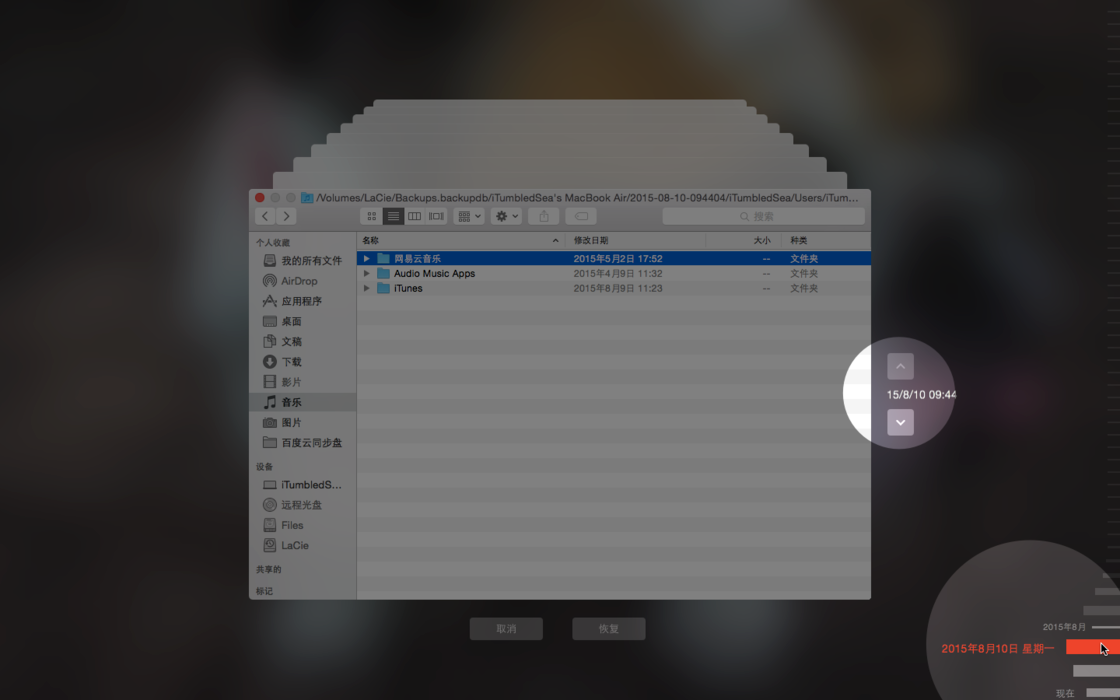 /Volumes/LaCie/Backups.backupdb/iTumbledSea's MacBook Air/2015-08-10-094404/iTumbledSea/Users/iTum...
搜索
个人收藏
我的所有文件
AirDrop
应用程序
桌面
文稿
下载
影片
音乐
图片
百度云同步盘
设备
iTumbledS...
远程光盘
Files
LaCie
共享的
标记
名称 修改日期 大小 种类
网易云音乐 2015年5月2日 17:52 -- 文件夹
Audio Music Apps 2015年4月9日 11:32 -- 文件夹
iTunes 2015年8月9日 11:23 -- 文件夹
15/8/10 09:44
取消 恢复
2015年8月
2015年8月10日 星期一
现在